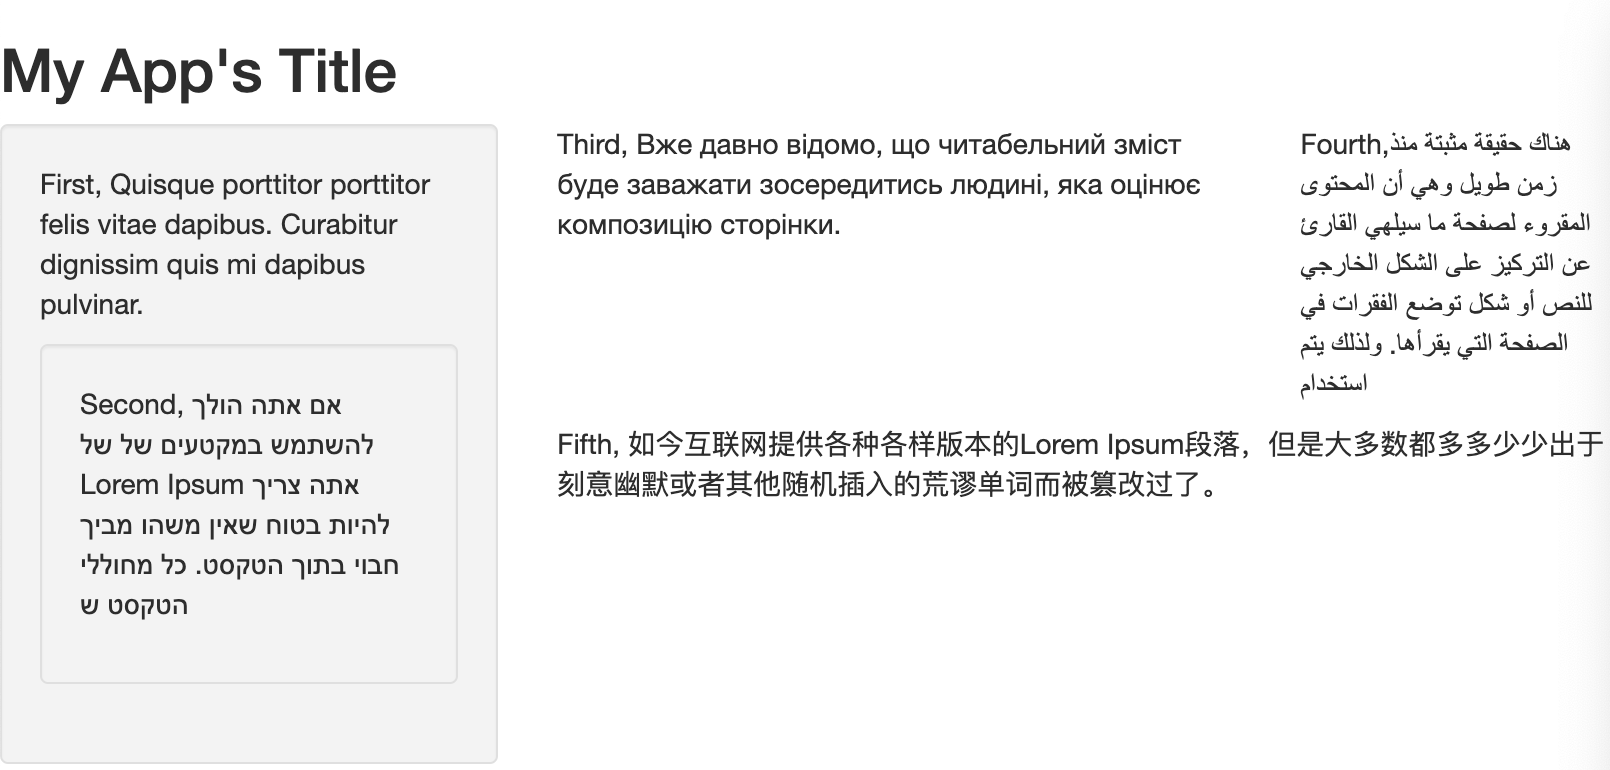 My App's Title
First, Quisque porttitor porttitor
felis vitae dapibus. Curabitur
dignissim quis mi dapibus
pulvinar.
Second, אם אתה הולך
להשתמש במקטעים של של
Lorem Ipsum אתה צריך
להיות בטוח שאין משהו מביך
חבוי בתוך הטקסט. כל מחוללי
הטקסט ש
Third, Вже давно відомо, що читабельний зміст
буде заважати зосередитись людині, яка оцінює
композицію сторінки.
Fourth,هناك حقيقة مثبتة منذ
زمن طويل وهي أن المحتوى
المقروء لصفحة ما سيلهي القارئ
عن التركيز على الشكل الخارجي
للنص أو شكل توضع الفقرات في
الصفحة التي يقرأها. ولذلك يتم
استخدام
Fifth, 如今互联网提供各种各样版本的Lorem Ipsum段落，但是大多数都多多少少出于
刻意幽默或者其他随机插入的荒谬单词而被篡改过了。